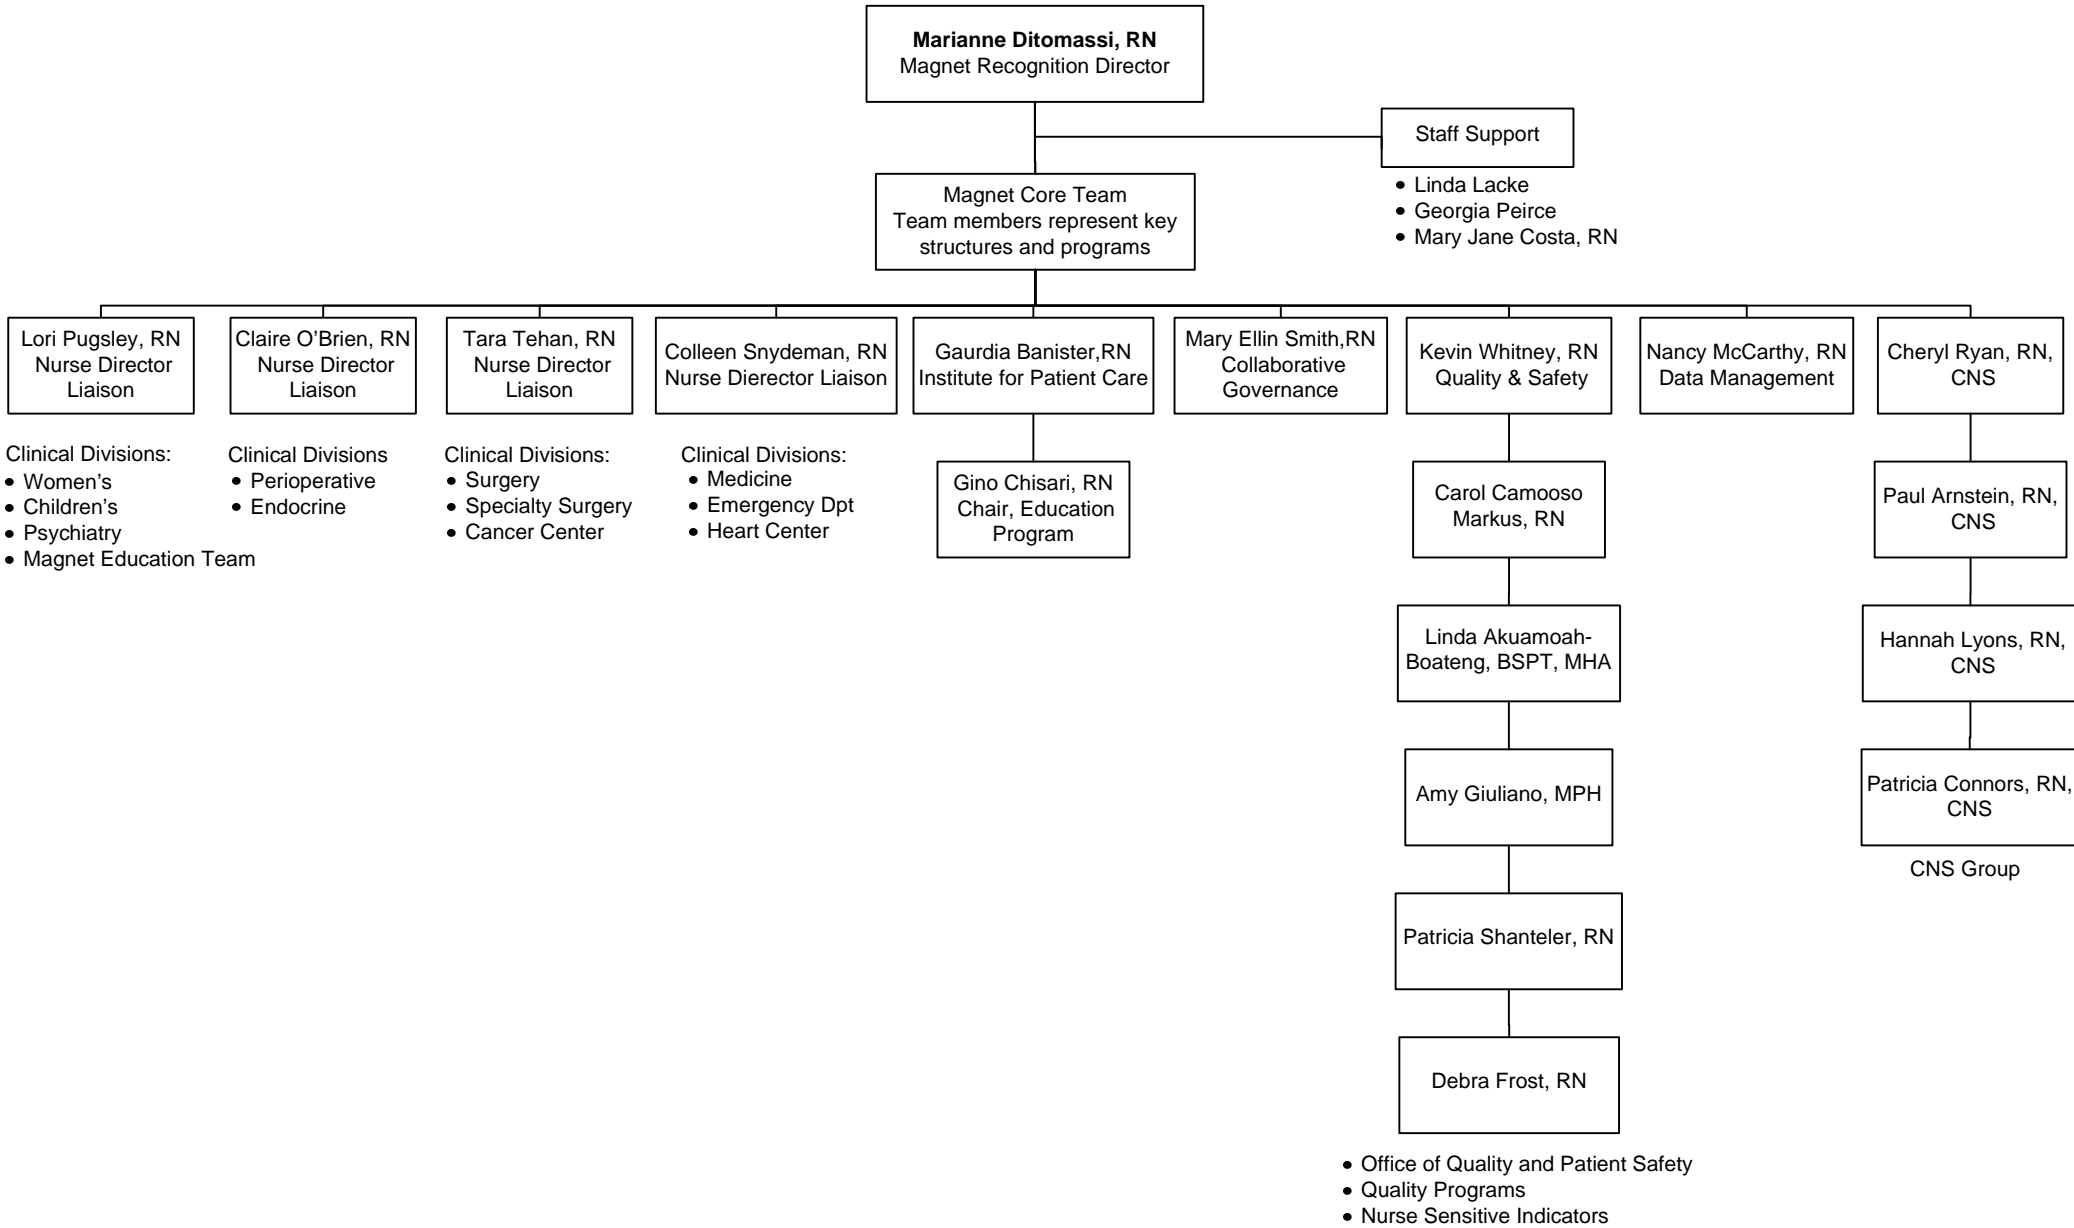 Marianne Ditomassi, RN
Magnet Recognition Director
Staff Support
• Linda Lacke
• Georgia Peirce
• Mary Jane Costa, RN
Magnet Core Team
Team members represent key
structures and programs
Lori Pugsley, RN
Nurse Director
Liaison
Clinical Divisions:
• Women's
• Children's
• Psychiatry
• Magnet Education Team
Claire O'Brien, RN
Nurse Director
Liaison
Clinical Divisions
• Perioperative
• Endocrine
Tara Tehan, RN
Nurse Director
Liaison
Clinical Divisions:
• Surgery
• Specialty Surgery
• Cancer Center
Colleen Snydeman, RN
Nurse Dierector Liaison
Clinical Divisions:
• Medicine
• Emergency Dpt
• Heart Center
Gaurdia Banister,RN
Institute for Patient Care
Gino Chisari, RN
Chair, Education
Program
Mary Ellin Smith,RN
Collaborative
Governance
Kevin Whitney, RN
Quality & Safety
Carol Camooso
Markus, RN
Linda Akuamoah-
Boateng, BSPT, MHA
Amy Giuliano, MPH
Patricia Shanteler, RN
Debra Frost, RN
• Office of Quality and Patient Safety
• Quality Programs
• Nurse Sensitive Indicators
Nancy McCarthy, RN
Data Management
Cheryl Ryan, RN,
CNS
Paul Arnstein, RN,
CNS
Hannah Lyons, RN,
CNS
Patricia Connors, RN,
CNS
CNS Group